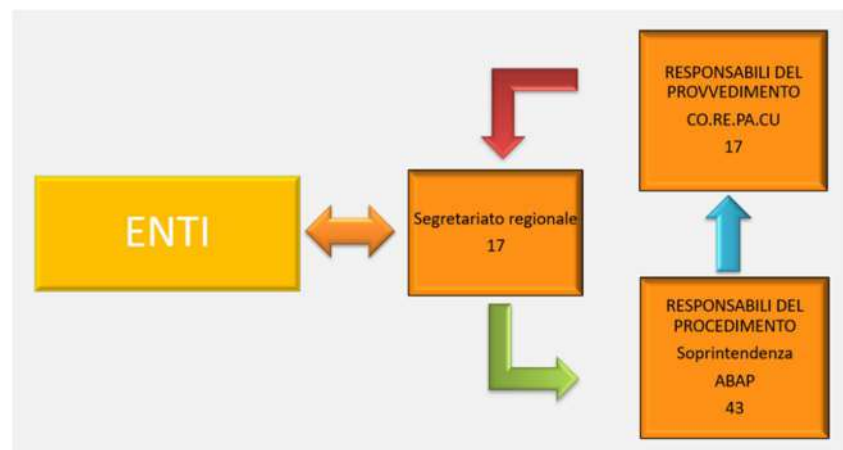 ENTI
Segretariato regionale
17
RESPONSABILI DEL
PROVVEDIMENTO
CO.RE.PA.CU
17
RESPONSABILI DEL
PROCEDIMENTO
Soprintendenza
ABAP
43